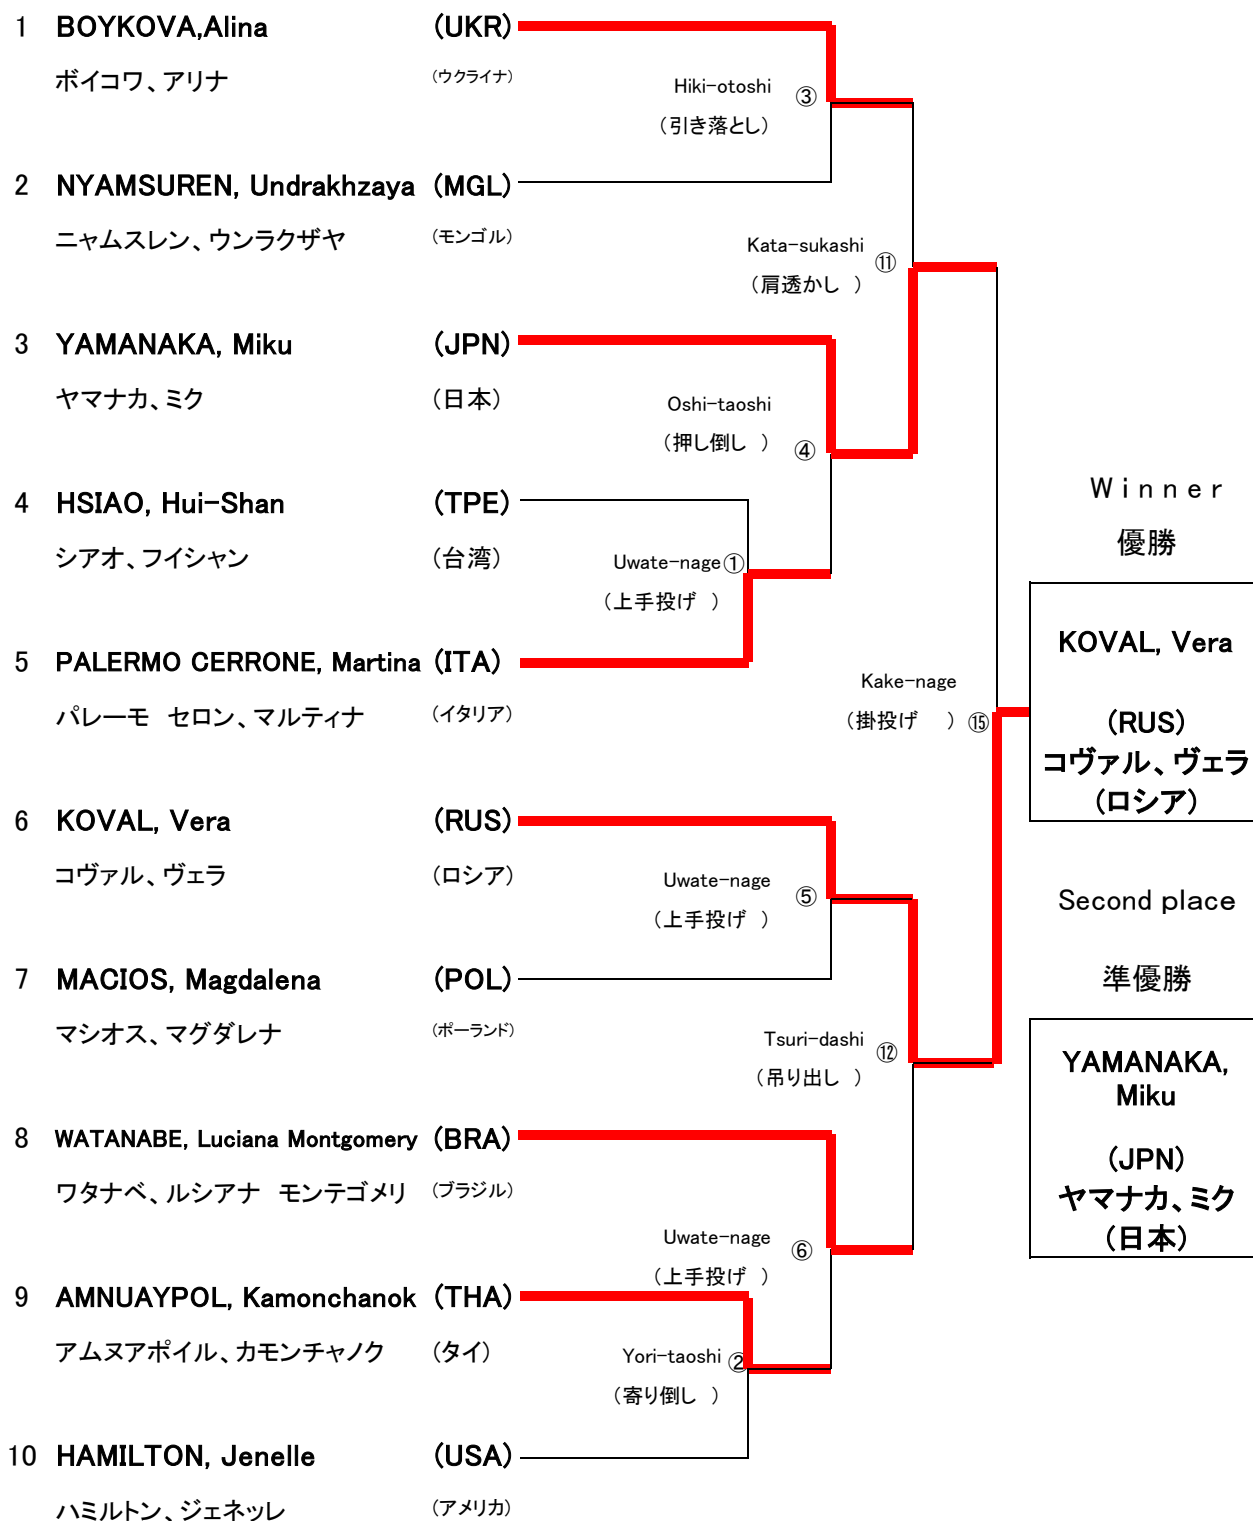 1 BOYKOVA,Alina (UKR)
ボイコワ、アリナ (ウクライナ)
Hiki-otoshi ③
（引き落とし）
2 NYAMSUREN, Undrakhzaya (MGL)
ニャムスレン、ウンラクザヤ (モンゴル)
Kata-sukashi ⑪
（肩透かし ）
3 YAMANAKA, Miku (JPN)
ヤマナカ、ミク (日本)
Oshi-taoshi
（押し倒し ） ④
4 HSIAO, Hui-Shan (TPE)
シアオ、フイシャン (台湾)
Uwate-nage ①
（上手投げ ）
5 PALERMO CERRONE, Martina (ITA)
パレーモ セロン、マルティナ (イタリア)
Kake-nage
（掛投げ ） ⑮
6 KOVAL, Vera (RUS)
コヴァル、ヴェラ (ロシア)
Uwate-nage ⑤
（上手投げ ）
7 MACIOS, Magdalena (POL)
マシオス、マグダレナ (ポーランド)
Tsuri-dashi ⑫
（吊り出し ）
8 WATANABE, Luciana Montgomery (BRA)
ワタナベ、ルシアナ モンテゴメリ (ブラジル)
Uwate-nage ⑥
（上手投げ ）
9 AMNUAYPOL, Kamonchanok (THA)
アムヌアポイル、カモンチャノク (タイ)
Yori-taoshi ②
（寄り倒し ）
10 HAMILTON, Jenelle (USA)
ハミルトン、ジェネッレ (アメリカ)
Winner
優勝
KOVAL, Vera
(RUS)
コヴァル、ヴェラ
(ロシア)
Second place
準優勝
YAMANAKA,
Miku
(JPN)
ヤマナカ、ミク
(日本)